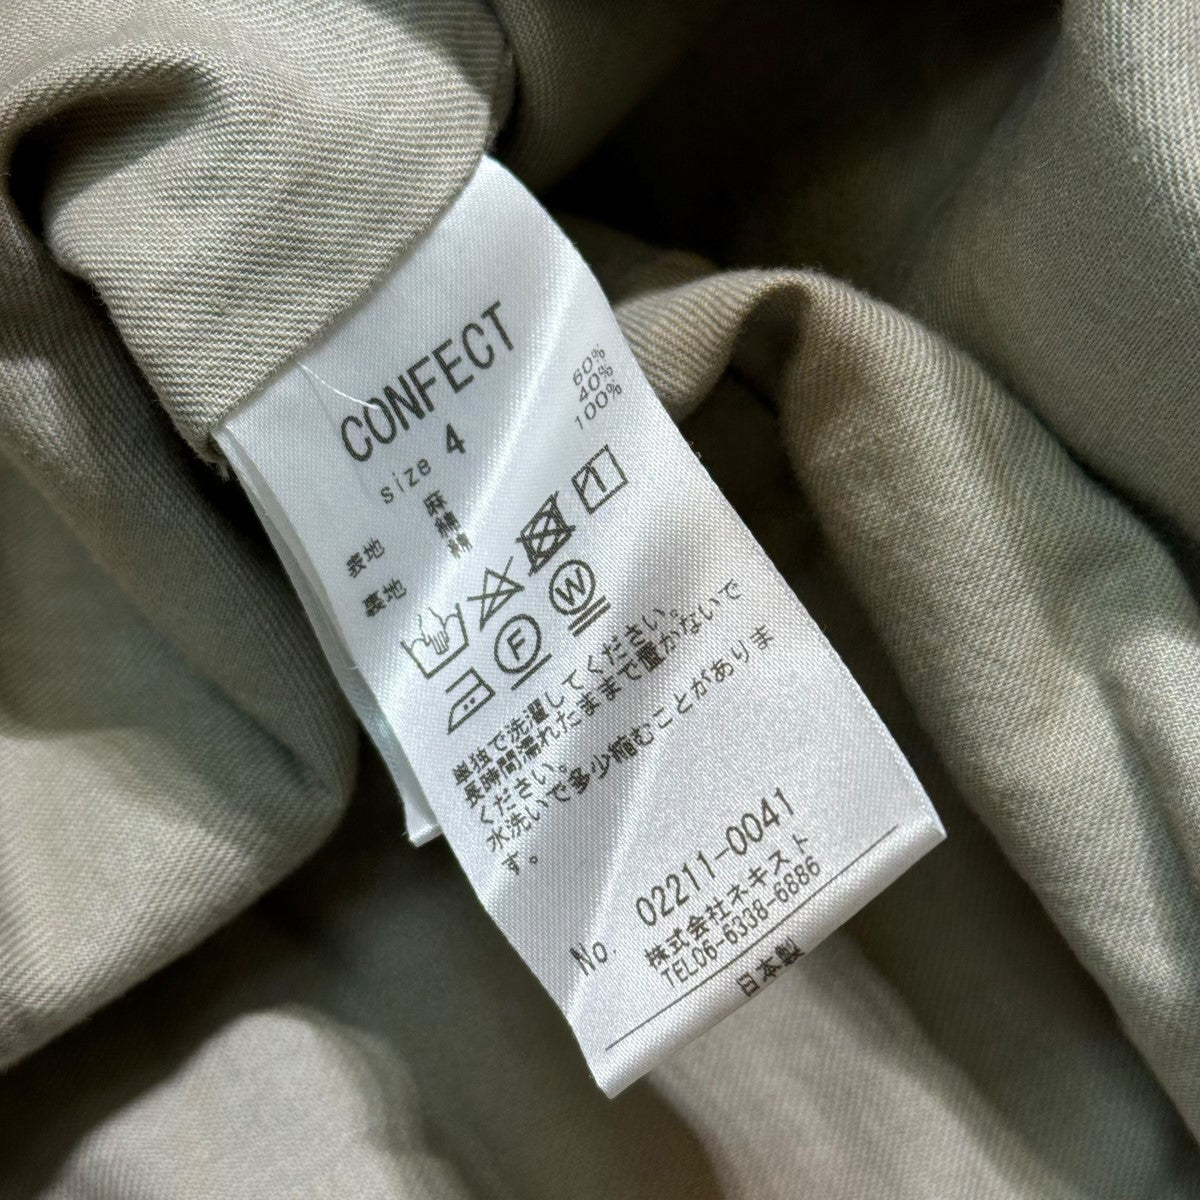 CONFECT
size 4
表地 麻 60%
綿 40%
裏地 綿 100%
F W
単独で洗濯してください。
長時間濡れたままで置かないで
ください。
水洗いで多少縮むことがありま
す。
No. 02211-0041
株式会社ネキスト
TEL06-6338-6886
日本製